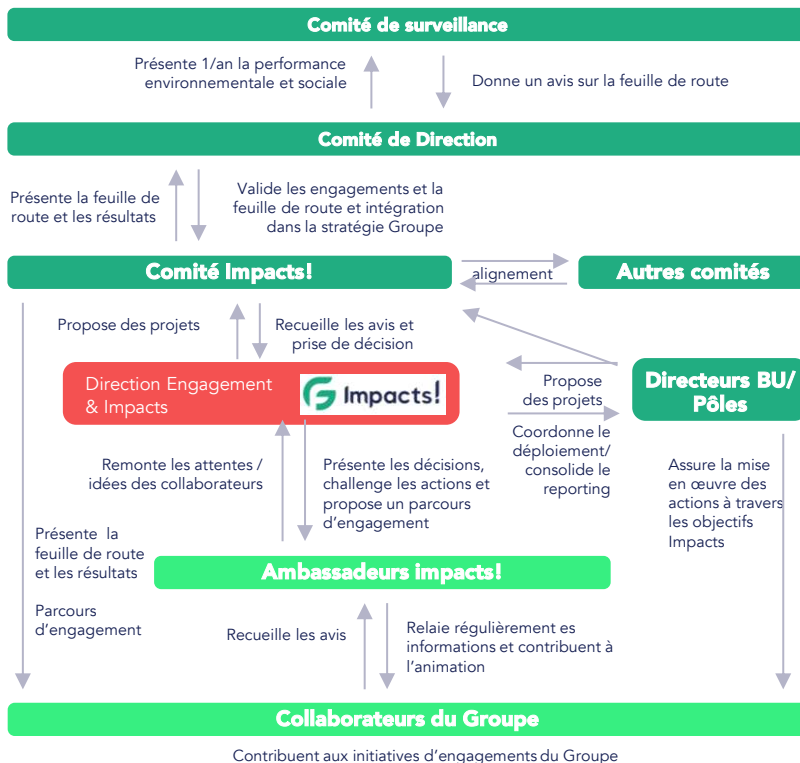 Comité de surveillance
Présente 1/an la performance
environnementale et sociale
Donne un avis sur la feuille de route
Comité de Direction
Présente la feuille de
route et les résultats
Valide les engagements et la
feuille de route et intégration
dans la stratégie Groupe
Comité Impacts!
alignement
Autres comités
Propose des projets
Recueille les avis et
prise de décision
Direction Engagement
& Impacts
Impacts!
Propose
des projets
Directeurs BU/
Pôles
Coordonne le
déploiement/
consolide le
reporting
Remonte les attentes /
idées des collaborateurs
Présente les décisions,
challenge les actions et
propose un parcours
d'engagement
Assure la mise
en œuvre des
actions à travers
les objectifs
Impacts
Présente la
feuille de route
et les résultats
Parcours
d'engagement
Ambassadeurs impacts!
Recueille les avis
Relaie régulièrement es
informations et contribuent à
l'animation
Collaborateurs du Groupe
Contribuent aux initiatives d'engagements du Groupe